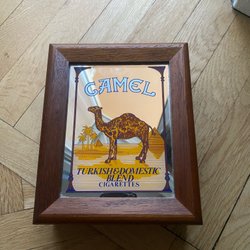 CAMEL
TURKISH & DOMESTIC
BLEND
CIGARETTES